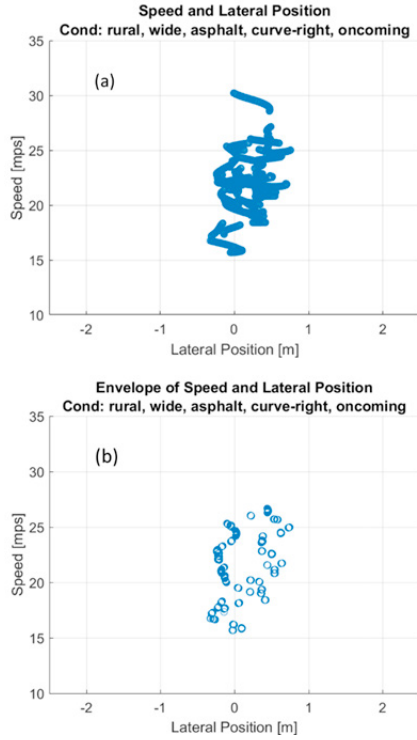 Speed and Lateral Position
Cond: rural, wide, asphalt, curve-right, oncoming
(a)
35
30
25
20
15
10
Speed [mps]
-2 -1 0 1 2
Lateral Position [m]
Envelope of Speed and Lateral Position
Cond: rural, wide, asphalt, curve-right, oncoming
(b)
35
30
25
20
15
10
Speed [mps]
-2 -1 0 1 2
Lateral Position [m]